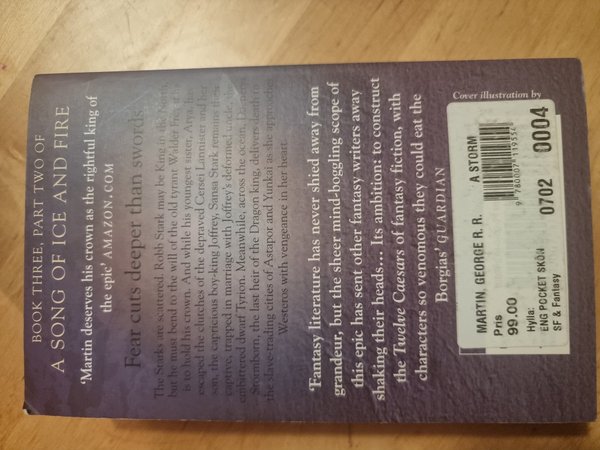 BOOK THREE, PART TWO OF
A SONG OF ICE AND FIRE
'Martin deserves his crown as the rightful king of
the epic' AMAZON.COM
Fear cuts deeper than swords
The Starks are scattered. Robb Stark may be King in the North,
but he must bend to the will of the old tyrant Walder Frey if he
is to hold his crown. And while his youngest sister, Arya, has
escaped the clutches of the depraved Cersei Lannister and her
son, the capricious boy-king Joffrey, Sansa Stark remains their
captive, trapped in marriage with Joffrey's deformed
embittered dwarf Tyrion. Meanwhile, across the ocean,
Stormborn, the last heir of the Dragon king, delivers death to
the slave-trading cities of Astapor and Yunkai as she approaches
Westeros with vengeance in her heart.
'Fantasy literature has never shied away from
grandeur, but the sheer mind-boggling scope of
this epic has sent other fantasy writers away
shaking their heads… Its ambition: to construct
the Twelve Caesars of fantasy fiction, with
characters so venomous they could eat the
Borgias' GUARDIAN
Cover illustration by
9 780007 119554
MARTIN, GEORGE R. R. A STORM
Pris
99.00 0702 0004
Hylla:
ENG POCKET SKÖN
SF & Fantasy